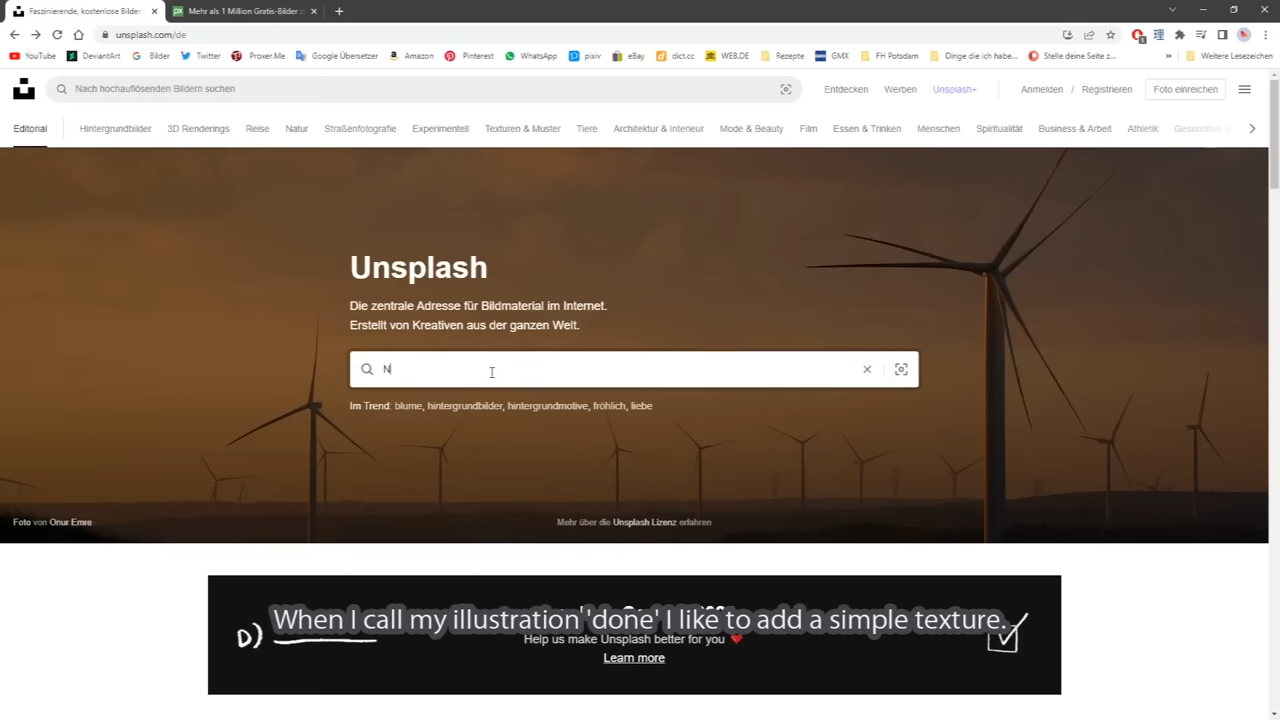 Faszinierende, kostenlose Bilder
Mehr als 1 Million Gratis-Bilder z
unsplash.com/de
YouTube DeviantArt Bilder Twitter Proxer.Me Google Übersetzer Amazon Pinterest WhatsApp pixiv eBay dict.cc WEB.DE Rezepte GMX FH Potsdam Dinge die ich habe... Stelle deine Seite z... » Weitere Lesezeichen
Nach hochauflösenden Bildern suchen
Entdecken Werben Unsplash+ Anmelden / Registrieren Foto einreichen
Editorial Hintergrundbilder 3D Renderings Reise Natur Straßenfotografie Experimentell Texturen & Muster Tiere Architektur & Interieur Mode & Beauty Film Essen & Trinken Menschen Spiritualität Business & Arbeit Athletik Gesundheit &
Unsplash
Die zentrale Adresse für Bildmaterial im Internet.
Erstellt von Kreativen aus der ganzen Welt.
N
Im Trend: blume, hintergrundbilder, hintergrundmotive, fröhlich, liebe
Foto von Onur Emre
Mehr über die Unsplash Lizenz erfahren
D) When I call my illustration 'done' I like to add a simple texture.
Help us make Unsplash better for you
Learn more